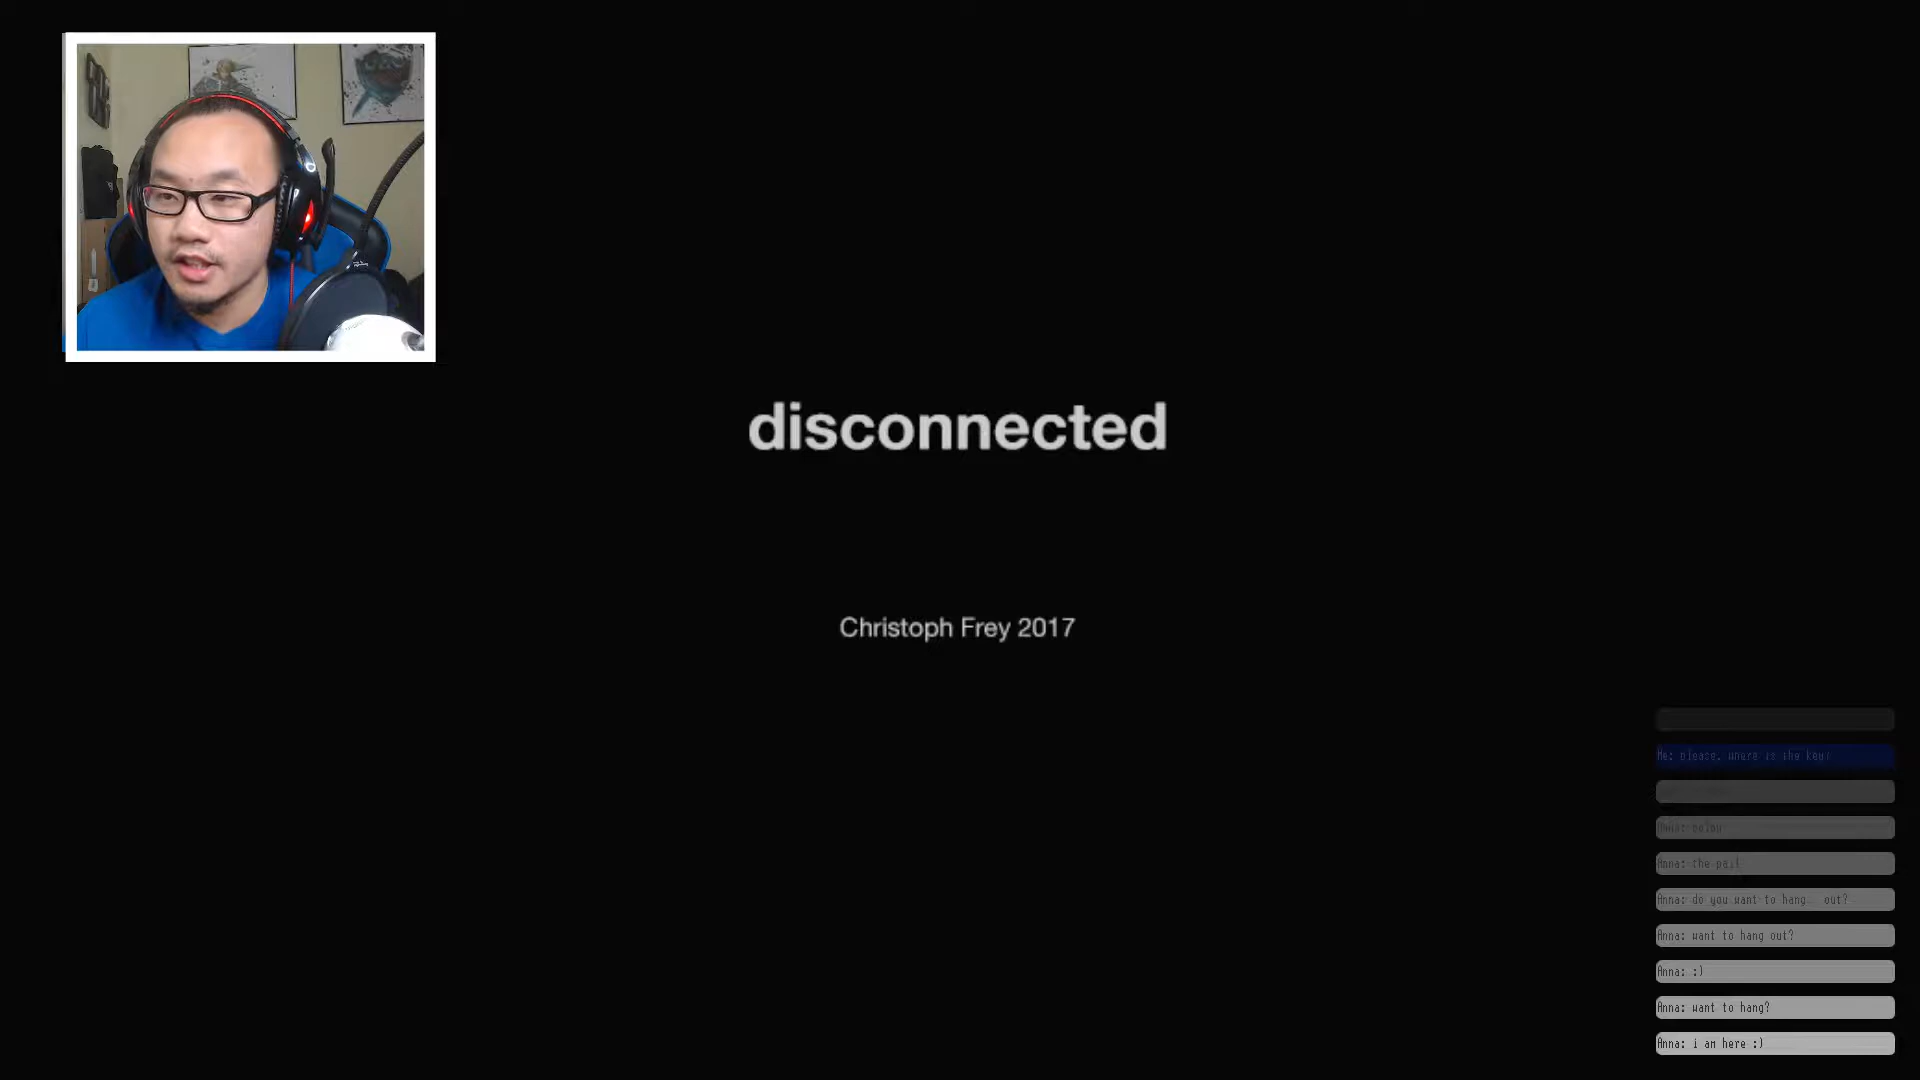 disconnected
Christoph Frey 2017
Me: please, where is the key?
Anna: below
Anna: the pail
Anna: do you want to hang.. out?
Anna: want to hang out?
Anna: :)
Anna: want to hang?
Anna: i am here :)